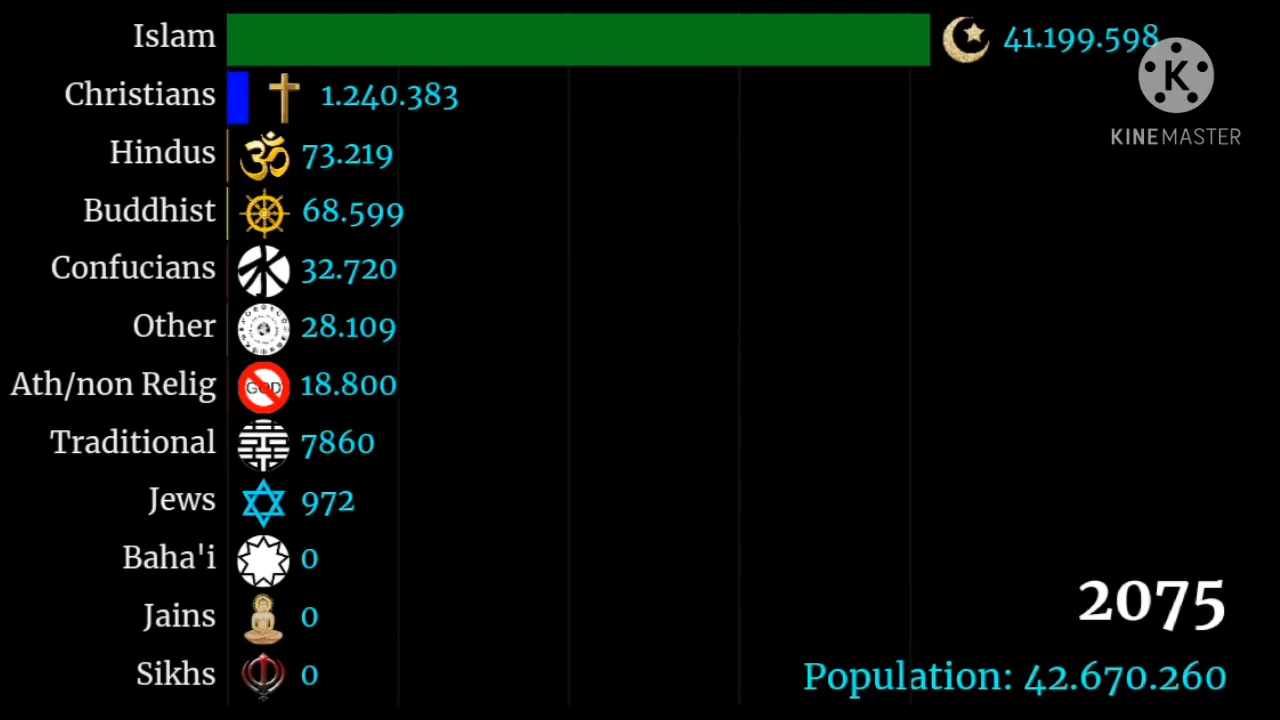 Islam 41.199.598
Christians 1.240.383
K
KINEMASTER
Hindus 73.219
Buddhist 68.599
Confucians 32.720
Other 28.109
Ath/non Relig GOD 18.800
Traditional 7860
Jews 972
Baha'i 0
Jains 0
2075
Sikhs 0
Population: 42.670.260